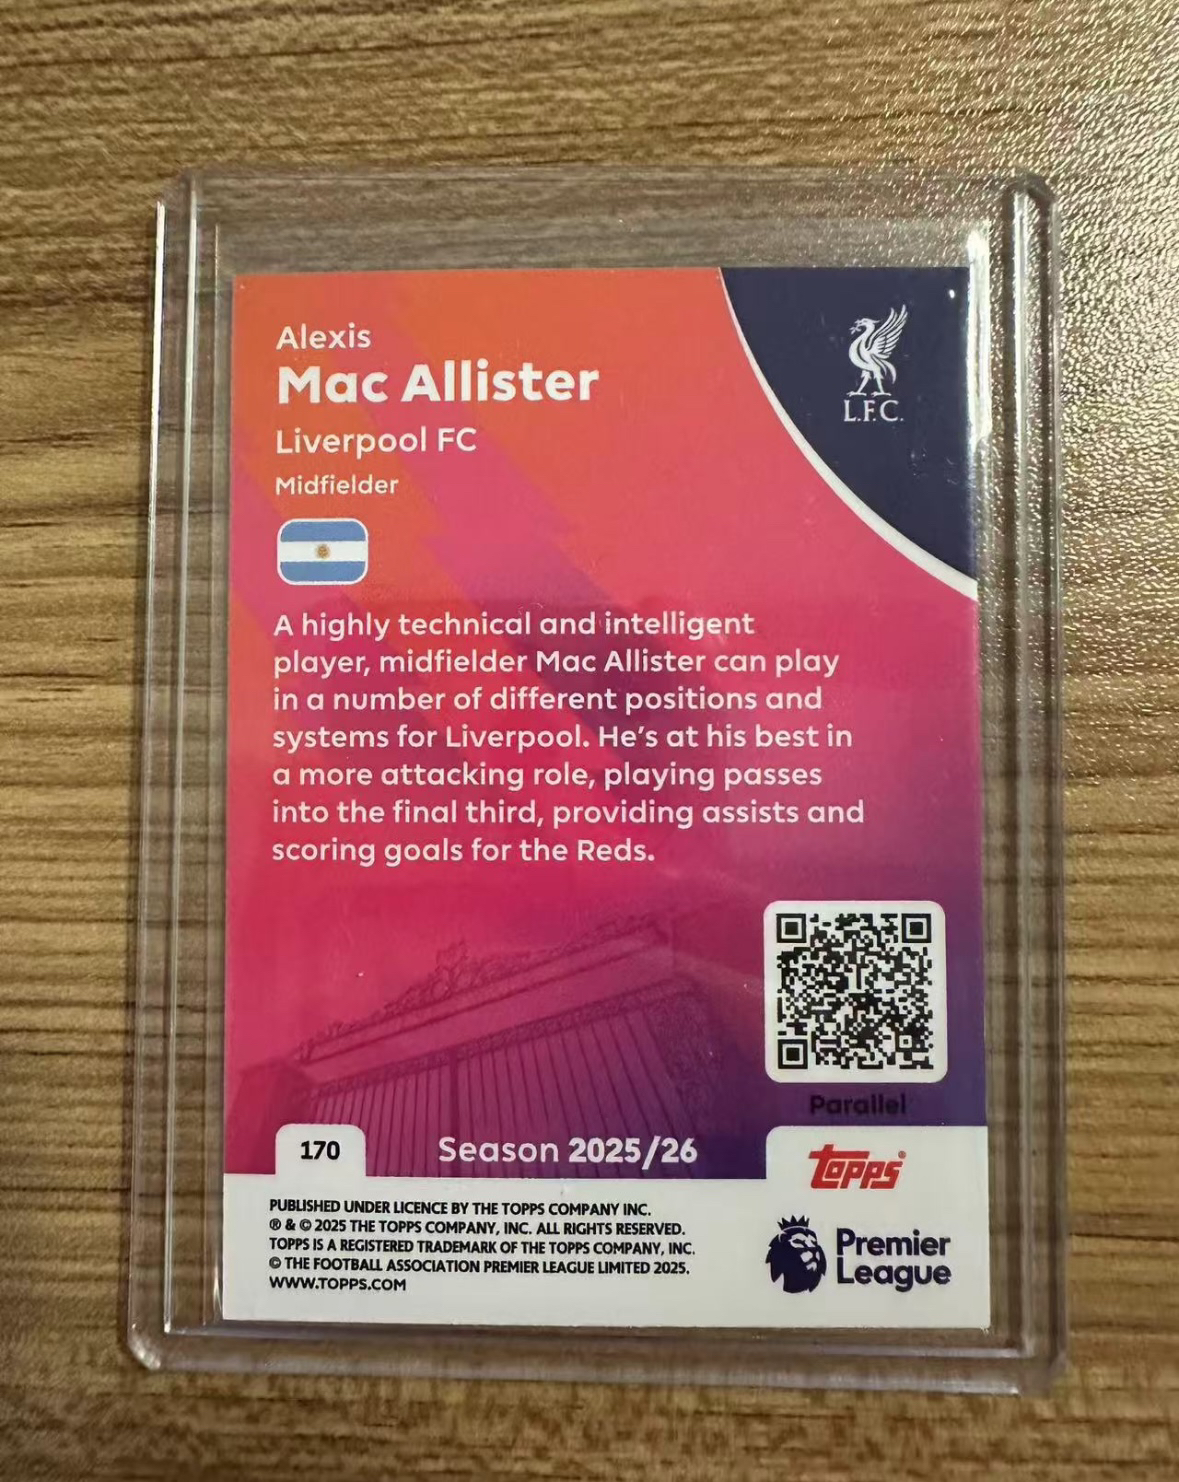 Alexis
Mac Allister
Liverpool FC
Midfielder
L.F.C.
A highly technical and intelligent
player, midfielder Mac Allister can play
in a number of different positions and
systems for Liverpool. He's at his best in
a more attacking role, playing passes
into the final third, providing assists and
scoring goals for the Reds.
Parallel
170
Season 2025/26
Topps®
PUBLISHED UNDER LICENCE BY THE TOPPS COMPANY INC.
® & © 2025 THE TOPPS COMPANY, INC. ALL RIGHTS RESERVED.
TOPPS IS A REGISTERED TRADEMARK OF THE TOPPS COMPANY, INC.
© THE FOOTBALL ASSOCIATION PREMIER LEAGUE LIMITED 2025.
WWW.TOPPS.COM
Premier
League